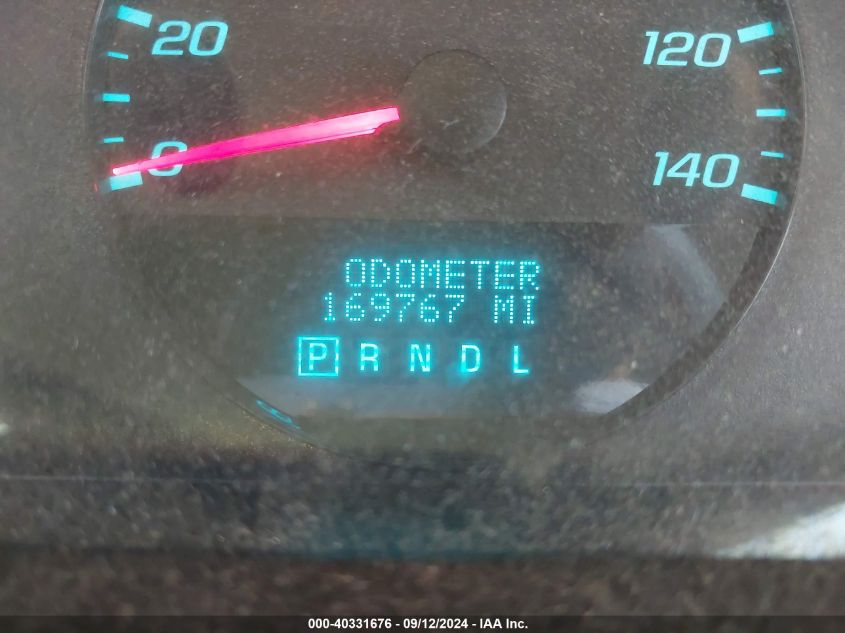 20 120
0 140
ODOMETER
169767 MI
P R N D L
000-40331676 - 09/12/2024 - IAA Inc.